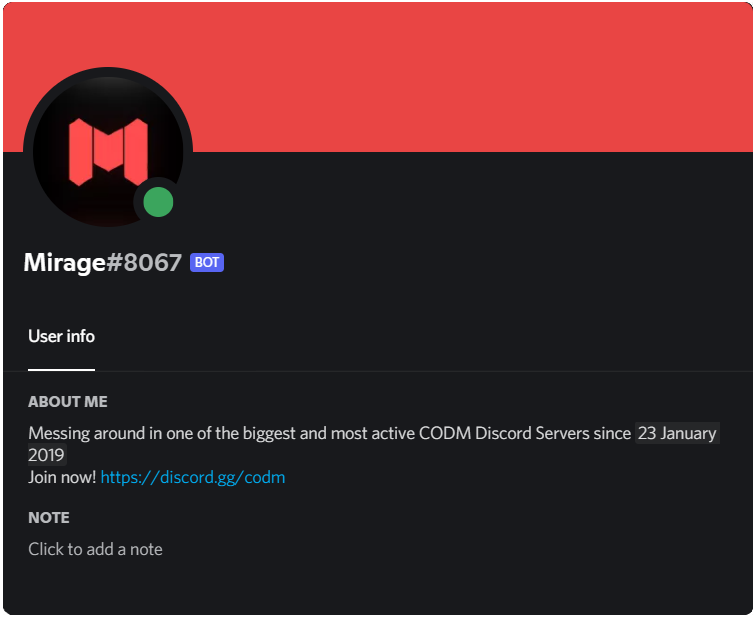 Mirage#8067 BOT
User info
ABOUT ME
Messing around in one of the biggest and most active CODM Discord Servers since 23 January
2019
Join now! https://discord.gg/codm
NOTE
Click to add a note